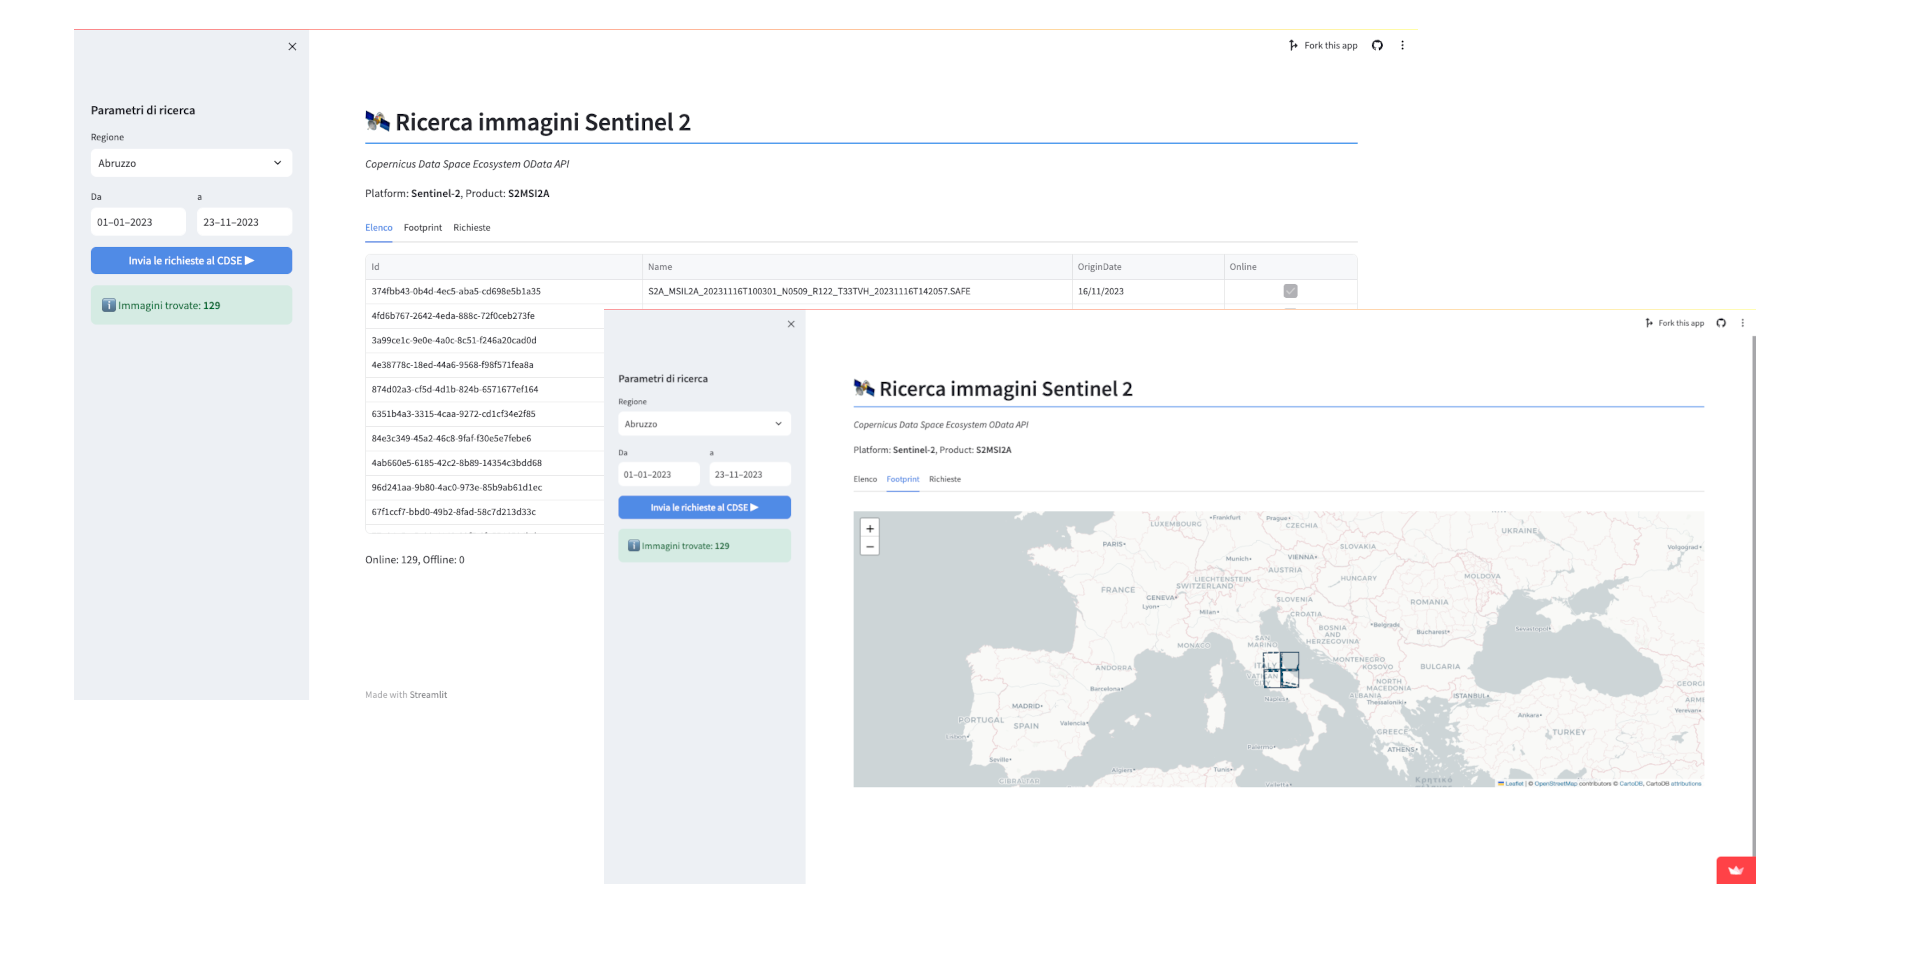 Fork this app
Parametri di ricerca
Regione
Abruzzo
Da a
01-01-2023 23-11-2023
Invia le richieste al CDSE
Immagini trovate: 129
Ricerca immagini Sentinel 2
Copernicus Data Space Ecosystem OData API
Platform: Sentinel-2, Product: S2MSI2A
Elenco Footprint Richieste
Id Name OriginDate Online
374fbb43-0b4d-4ec5-aba5-cd698e5b1a35 S2A_MSIL2A_20231116T100301_N0509_R122_T33TVH_20231116T142057.SAFE 16/11/2023
4fd6b767-2642-4eda-888c-72f0ceb273fe
3a99ce1c-9e0e-4a0c-8c51-f246a20cad0d
4e38778c-18ed-44a6-9568-f98f571fea8a
874d02a3-cf5d-4d1b-824b-6571677ef164
6351b4a3-3315-4caa-9272-cd1cf34e2f85
84e3c349-45a2-46c8-9faf-f30e5e7febe6
4ab660e5-6185-42c2-8b89-14354c3bdd68
96d241aa-9b80-4ac0-973e-85b9ab61d1ec
67f1ccf7-bbd0-49b2-8fad-58c7d213d33c
Online: 129, Offline: 0
Made with Streamlit
Fork this app
Parametri di ricerca
Regione
Abruzzo
Da a
01-01-2023 23-11-2023
Invia le richieste al CDSE
Immagini trovate: 129
Ricerca immagini Sentinel 2
Copernicus Data Space Ecosystem OData API
Platform: Sentinel-2, Product: S2MSI2A
Elenco Footprint Richieste
+
−
LUXEMBOURG Frankfurt Prague CZECHIA UKRAINE
PARIS SLOVAKIA Volgograd
Munich VIENNA
AUSTRIA
LIECHTENSTEIN HUNGARY MOLDOVA
SWITZERLAND
FRANCE GENEVA SLOVENIA ROMANIA
Lyon Milan CROATIA
BOSNIA AND HERZEGOVINA Belgrade Bucharest Sevastopol
MONACO SAN MARINO
ANDORRA ITALY MONTENEGRO KOSOVO BULGARIA
VATICAN CITY
Barcelona NORTH MACEDONIA GEORGI
Naples ALBANIA ISTANBUL ARME
MADRID Thessaloniki Yerevan
PORTUGAL SPAIN Valencia Ankara
Lisbon GREECE TURKEY
Palermo ATHENS
Seville
Algiers Tunis
GIBRALTAR Valletta Κρητικό
Leaflet | © OpenStreetMap contributors © CartoDB, CartoDB attributions